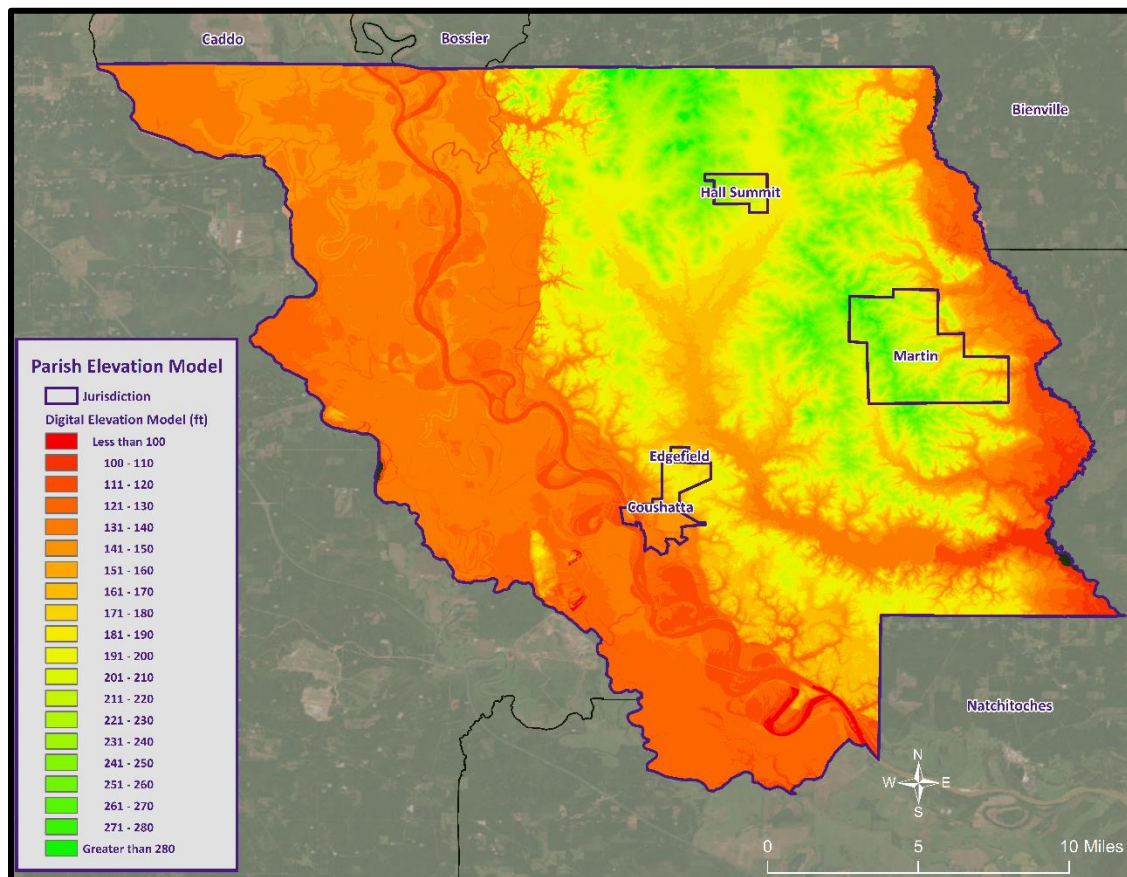 Caddo
Bossier
Bienville
Hall Summit
Martin
Edgefield
Coushatta
Natchitoches
Parish Elevation Model
Jurisdiction
Digital Elevation Model (ft)
Less than 100
100 - 110
111 - 120
121 - 130
131 - 140
141 - 150
151 - 160
161 - 170
171 - 180
181 - 190
191 - 200
201 - 210
211 - 220
221 - 230
231 - 240
241 - 250
251 - 260
261 - 270
271 - 280
Greater than 280
N
W E
S
0 5 10 Miles